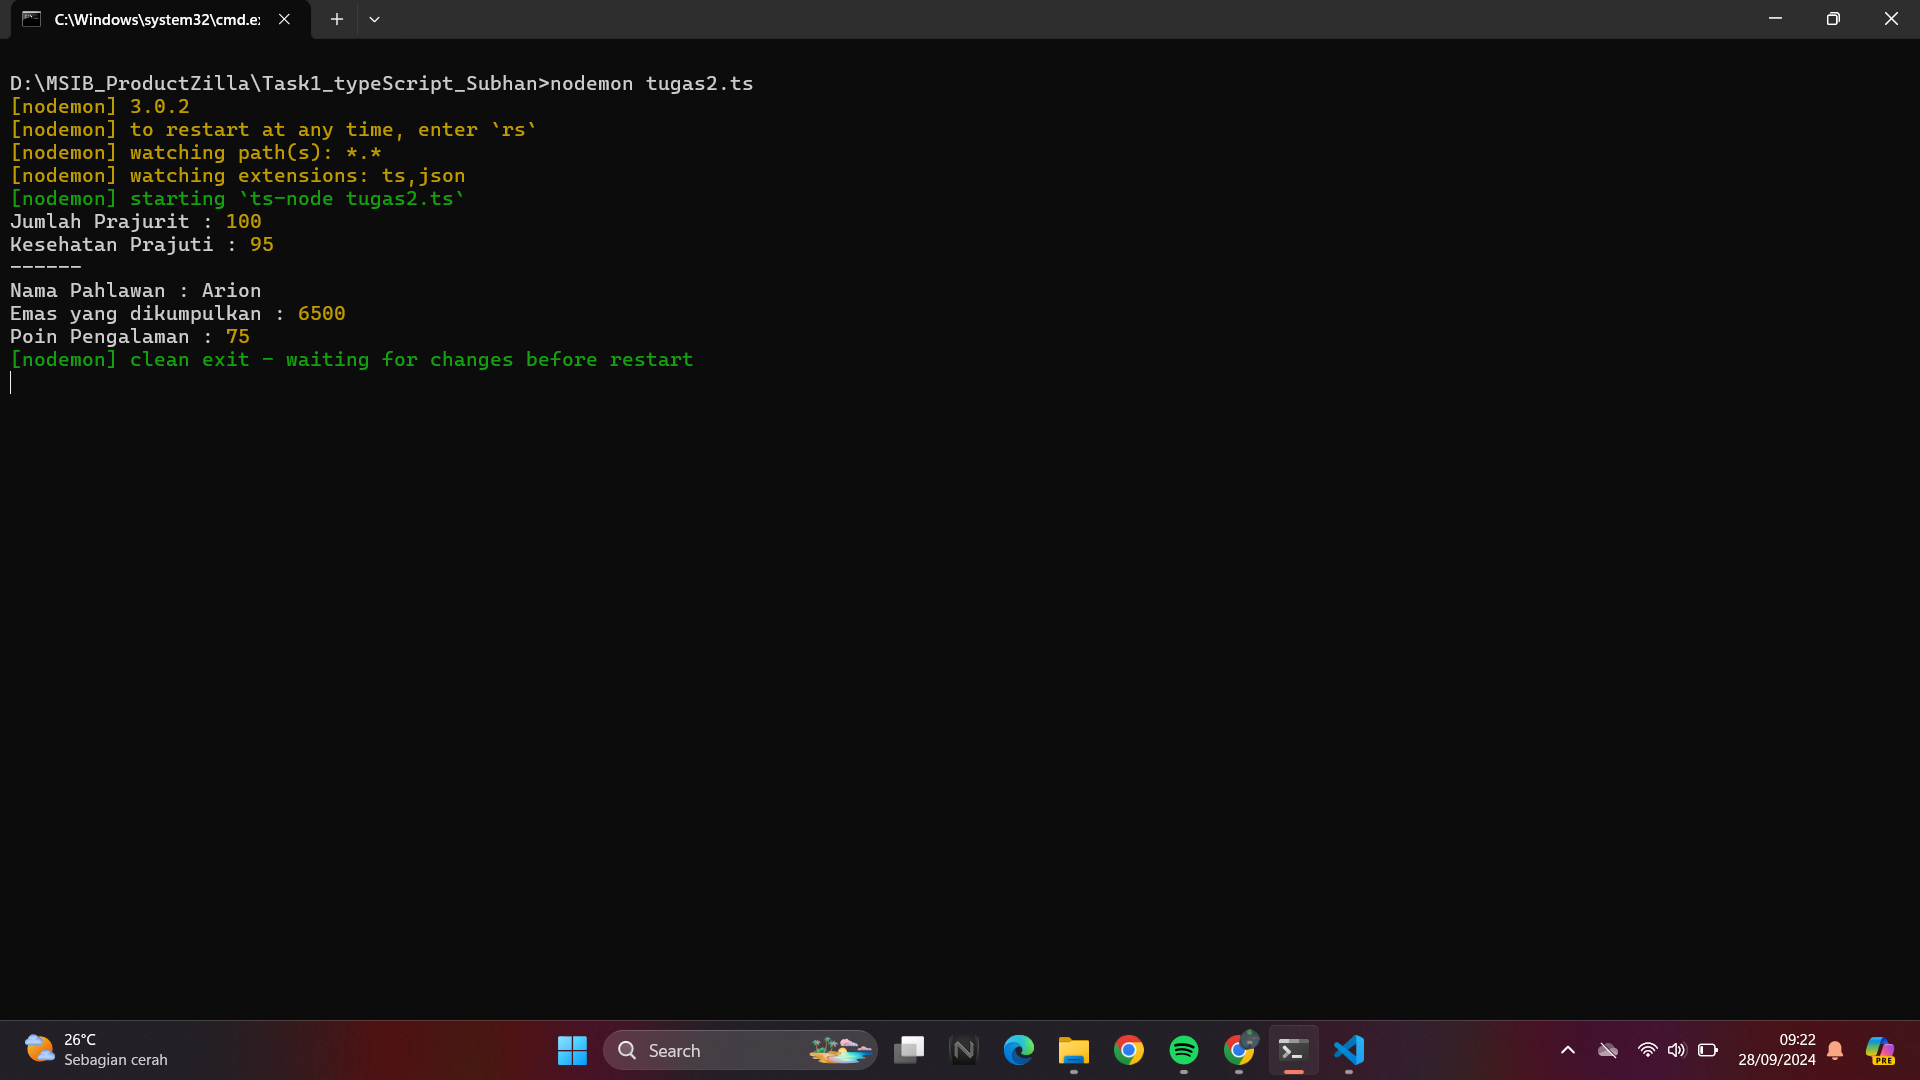 C:\Windows\system32\cmd.e
D:\MSIB_ProductZilla\Task1_typeScript_Subhan>nodemon tugas2.ts
[nodemon] 3.0.2
[nodemon] to restart at any time, enter `rs`
[nodemon] watching path(s): *.*
[nodemon] watching extensions: ts,json
[nodemon] starting `ts-node tugas2.ts`
Jumlah Prajurit : 100
Kesehatan Prajuti : 95
------
Nama Pahlawan : Arion
Emas yang dikumpulkan : 6500
Poin Pengalaman : 75
[nodemon] clean exit - waiting for changes before restart
26°C
Sebagian cerah
Search
09:22
28/09/2024
PRE